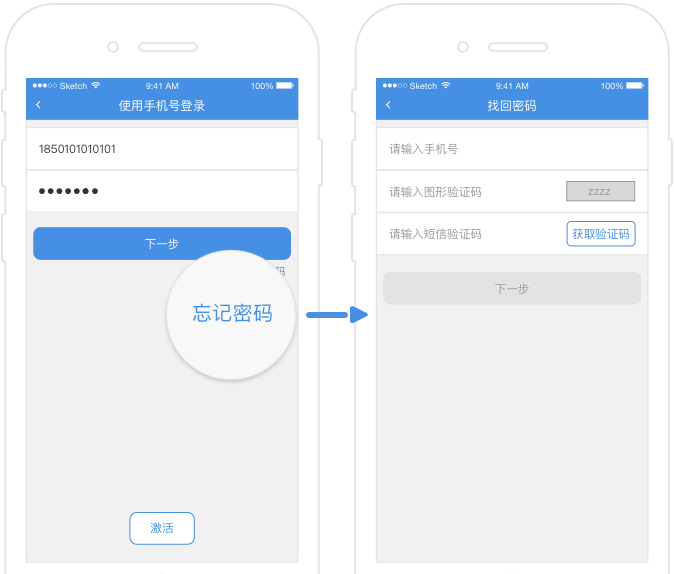 Sketch 9:41 AM 100%
使用手机号登录
1850101010101
下一步
码
忘记密码
激活
Sketch 9:41 AM 100%
找回密码
请输入手机号
请输入图形验证码 zzzz
请输入短信验证码 获取验证码
下一步